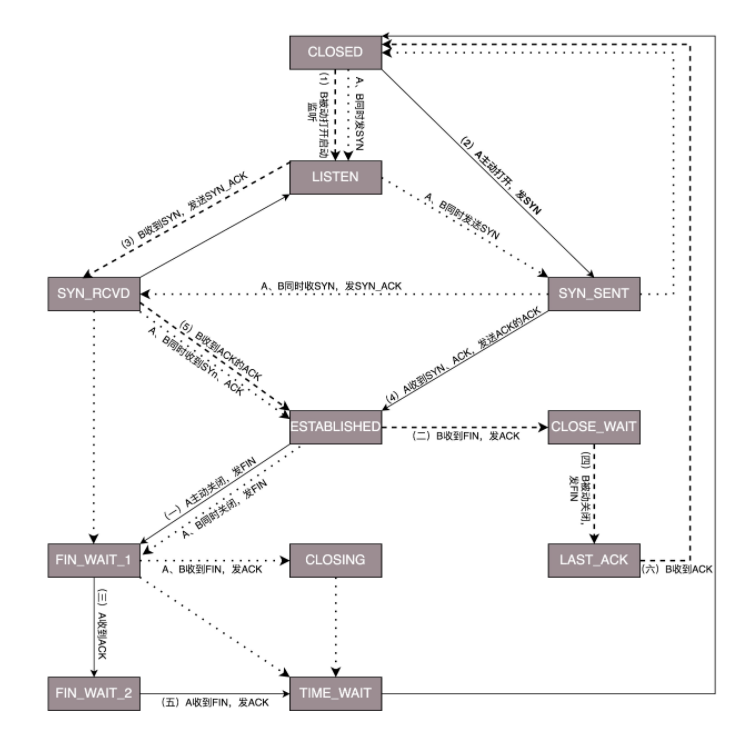 CLOSED
(1) B被动打开启动
监听
A、B同时发SYN
(2) A主动打开，发SYN
LISTEN
(3) B收到SYN，发送SYN_ACK
A、B同时发送SYN
SYN_RCVD
A、B同时收SYN，发SYN_ACK
SYN_SENT
(5) B收到ACK的ACK
A、B同时收到SYn、ACK
(4) A收到SYN、ACK，发送ACK的ACK
ESTABLISHED
(二) B收到FIN，发ACK
CLOSE_WAIT
(一) A主动关闭，发FIN
A、B同时关闭，发FIN
(四) B被动关闭，
发FIN
FIN_WAIT_1
A、B收到FIN，发ACK
CLOSING
LAST_ACK
(六) B收到ACK
(三) A收到ACK
FIN_WAIT_2
(五) A收到FIN，发ACK
TIME_WAIT